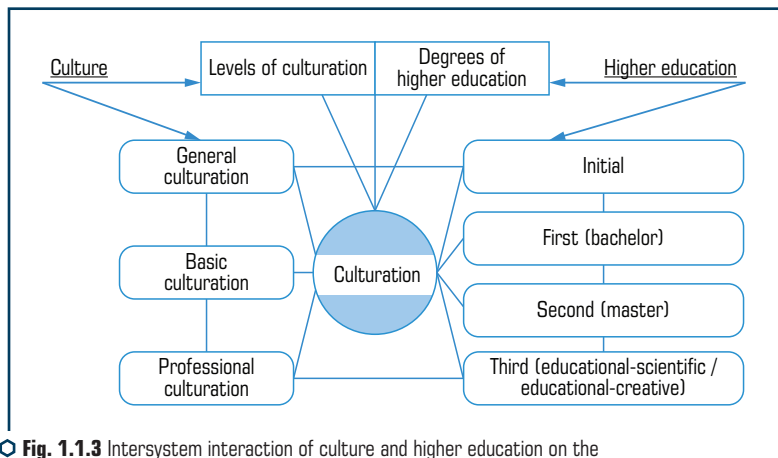 Culture
Levels of culturation
Degrees of
higher education
Higher education
General
culturation
Initial
First (bachelor)
Basic
culturation
Culturation
Second (master)
Professional
culturation
Third (educational-scientific /
educational-creative)
Fig. 1.1.3 Intersystem interaction of culture and higher education on the